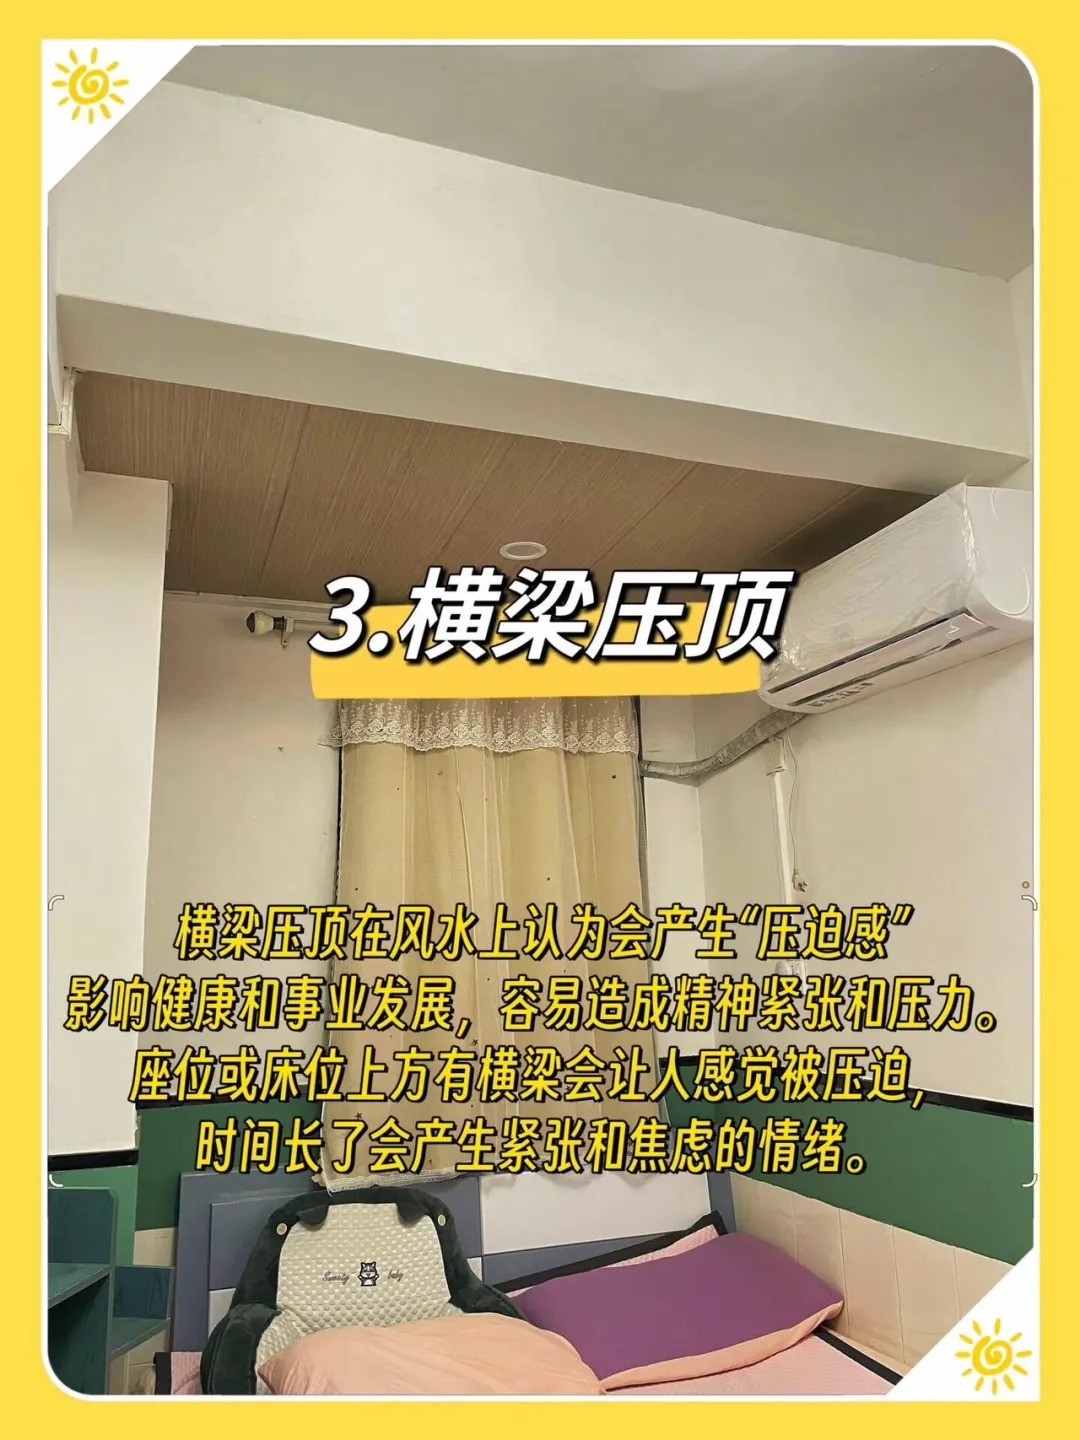 3.横梁压顶
横梁压顶在风水上认为会产生“压迫感”
影响健康和事业发展，容易造成精神紧张和压力。
座位或床位上方有横梁会让人感觉被压迫，
时间长了会产生紧张和焦虑的情绪。
Sweety baby